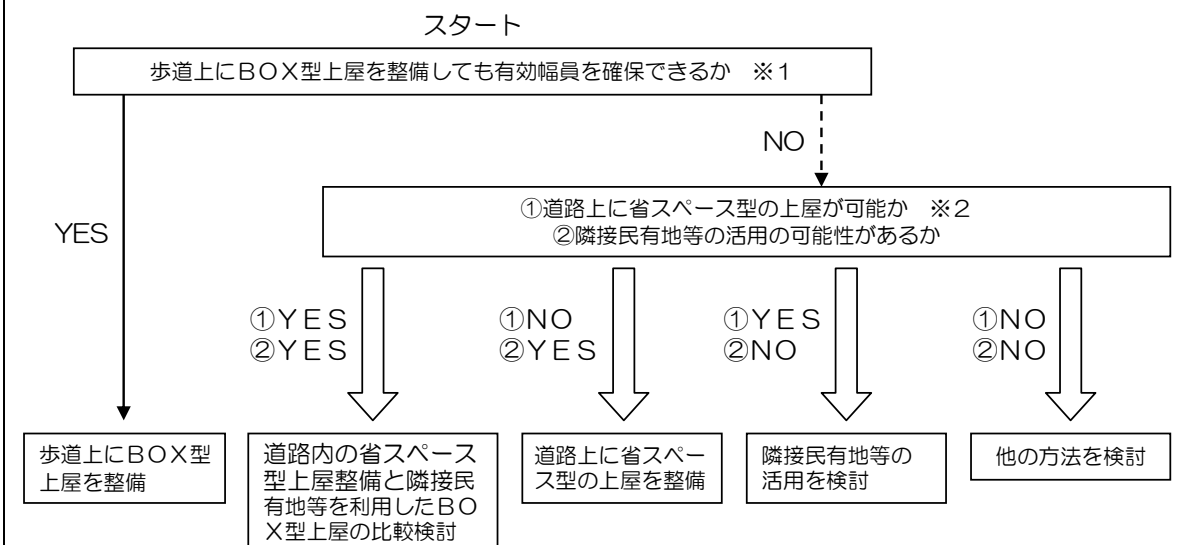 スタート
歩道上にBOX型上屋を整備しても有効幅員を確保できるか ※1
NO
①道路上に省スペース型の上屋が可能か ※2
②隣接民有地等の活用の可能性があるか
YES
①YES
②YES
①NO
②YES
①YES
②NO
①NO
②NO
歩道上にBOX型
上屋を整備
道路内の省スペース
型上屋整備と隣接民
有地等を利用したBO
X型上屋の比較検討
道路上に省スペー
ス型の上屋を整備
隣接民有地等の
活用を検討
他の方法を検討